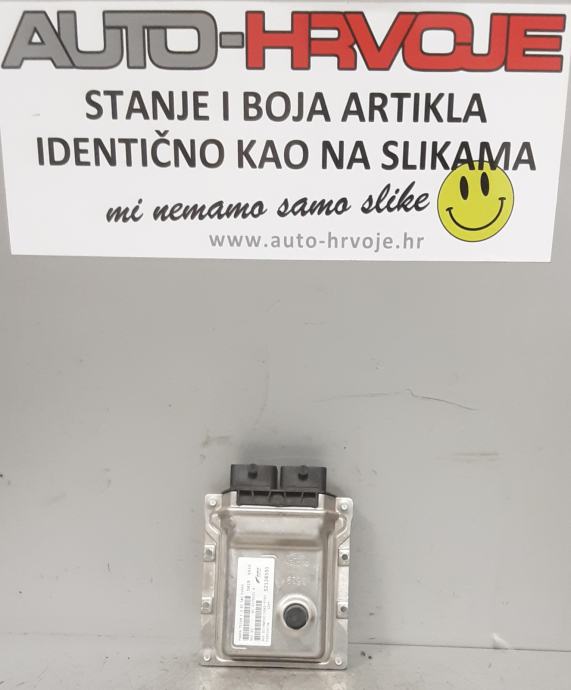 AUTO-HRVOJE
STANJE I BOJA ARTIKLA
IDENTIČNO KAO NA SLIKAMA
mi nemamo samo slike
www.auto-hrvoje.hr